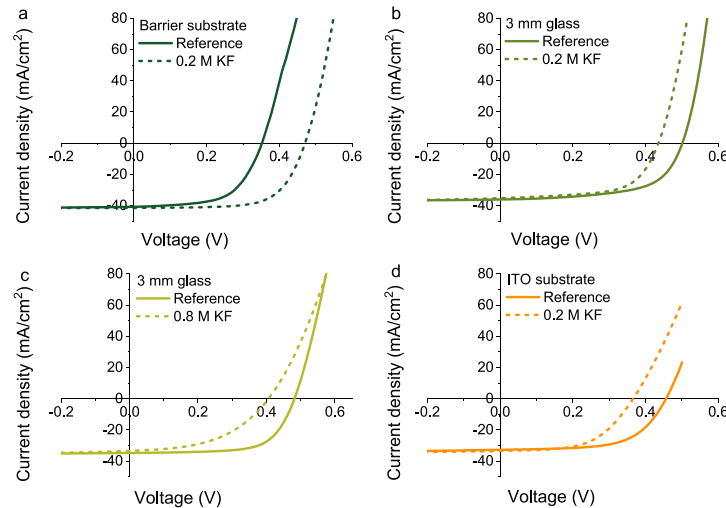 a
Barrier substrate
Reference
0.2 M KF
80
60
40
20
0
-20
-40
-0.2
0.0
0.2
0.4
0.6
Current density (mA/cm²)
Voltage (V)
b
3 mm glass
Reference
0.2 M KF
80
60
40
20
0
-20
-40
-0.2
0.0
0.2
0.4
0.6
Current density (mA/cm²)
Voltage (V)
c
3 mm glass
Reference
0.8 M KF
80
60
40
20
0
-20
-40
-0.2
0.0
0.2
0.4
0.6
Current density (mA/cm²)
Voltage (V)
d
ITO substrate
Reference
0.2 M KF
80
60
40
20
0
-20
-40
-0.2
0.0
0.2
0.4
0.6
Current density (mA/cm²)
Voltage (V)